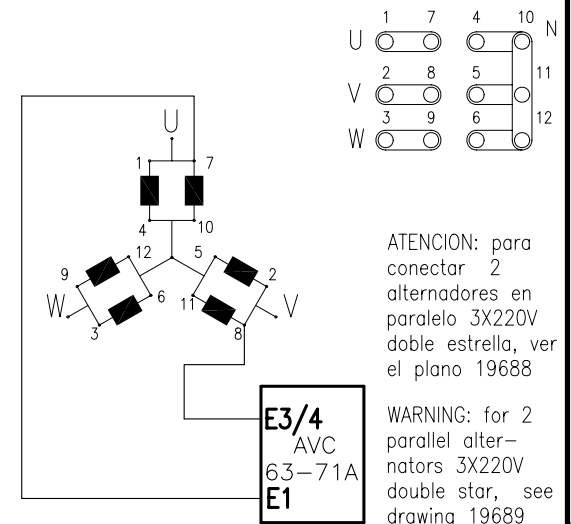 1 7 4 10 N
U
2 8 5 11
V
3 9 6 12
W
U
1 7
4 10
12 5
9 2
W 6 11 V
3 8
E3/4
AVC
63-71A
E1
ATENCION: para
conectar 2
alternadores en
paralelo 3X220V
doble estrella, ver
el plano 19688
WARNING: for 2
parallel alter-
nators 3X220V
double star, see
drawing 19689